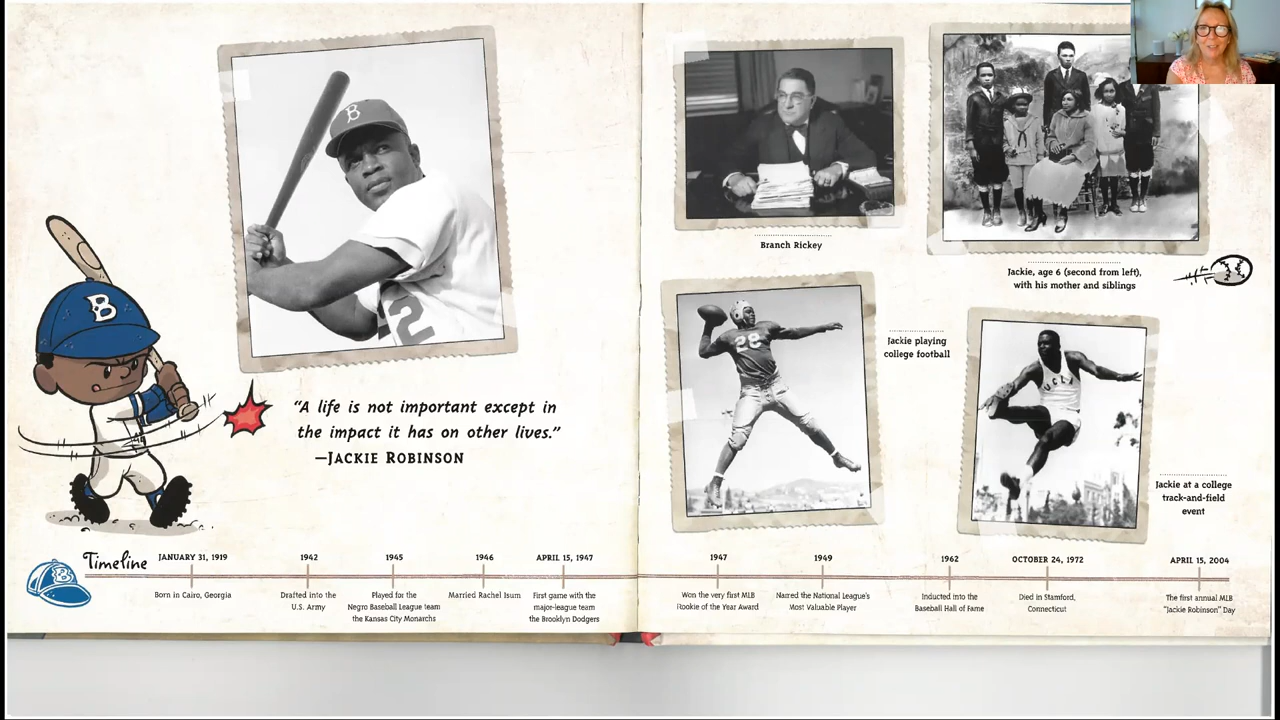 B
Branch Rickey
Jackie, age 6 (second from left),
with his mother and siblings
28
Jackie playing
college football
UCLA
Jackie at a college
track-and-field
event
B
"A life is not important except in
the impact it has on other lives."
—JACKIE ROBINSON
42
B
Timeline
JANUARY 31, 1919
Born in Cairo, Georgia
1942
Drafted into the
U.S. Army
1945
Played for the
Negro Baseball League team
the Kansas City Monarchs
1946
Married Rachel Isum
APRIL 15, 1947
First game with the
major-league team
the Brooklyn Dodgers
1947
Won the very first MLB
Rookie of the Year Award
1949
Named the National League's
Most Valuable Player
1962
Inducted into the
Baseball Hall of Fame
OCTOBER 24, 1972
Died in Stamford,
Connecticut
APRIL 15, 2004
The first annual MLB
"Jackie Robinson" Day